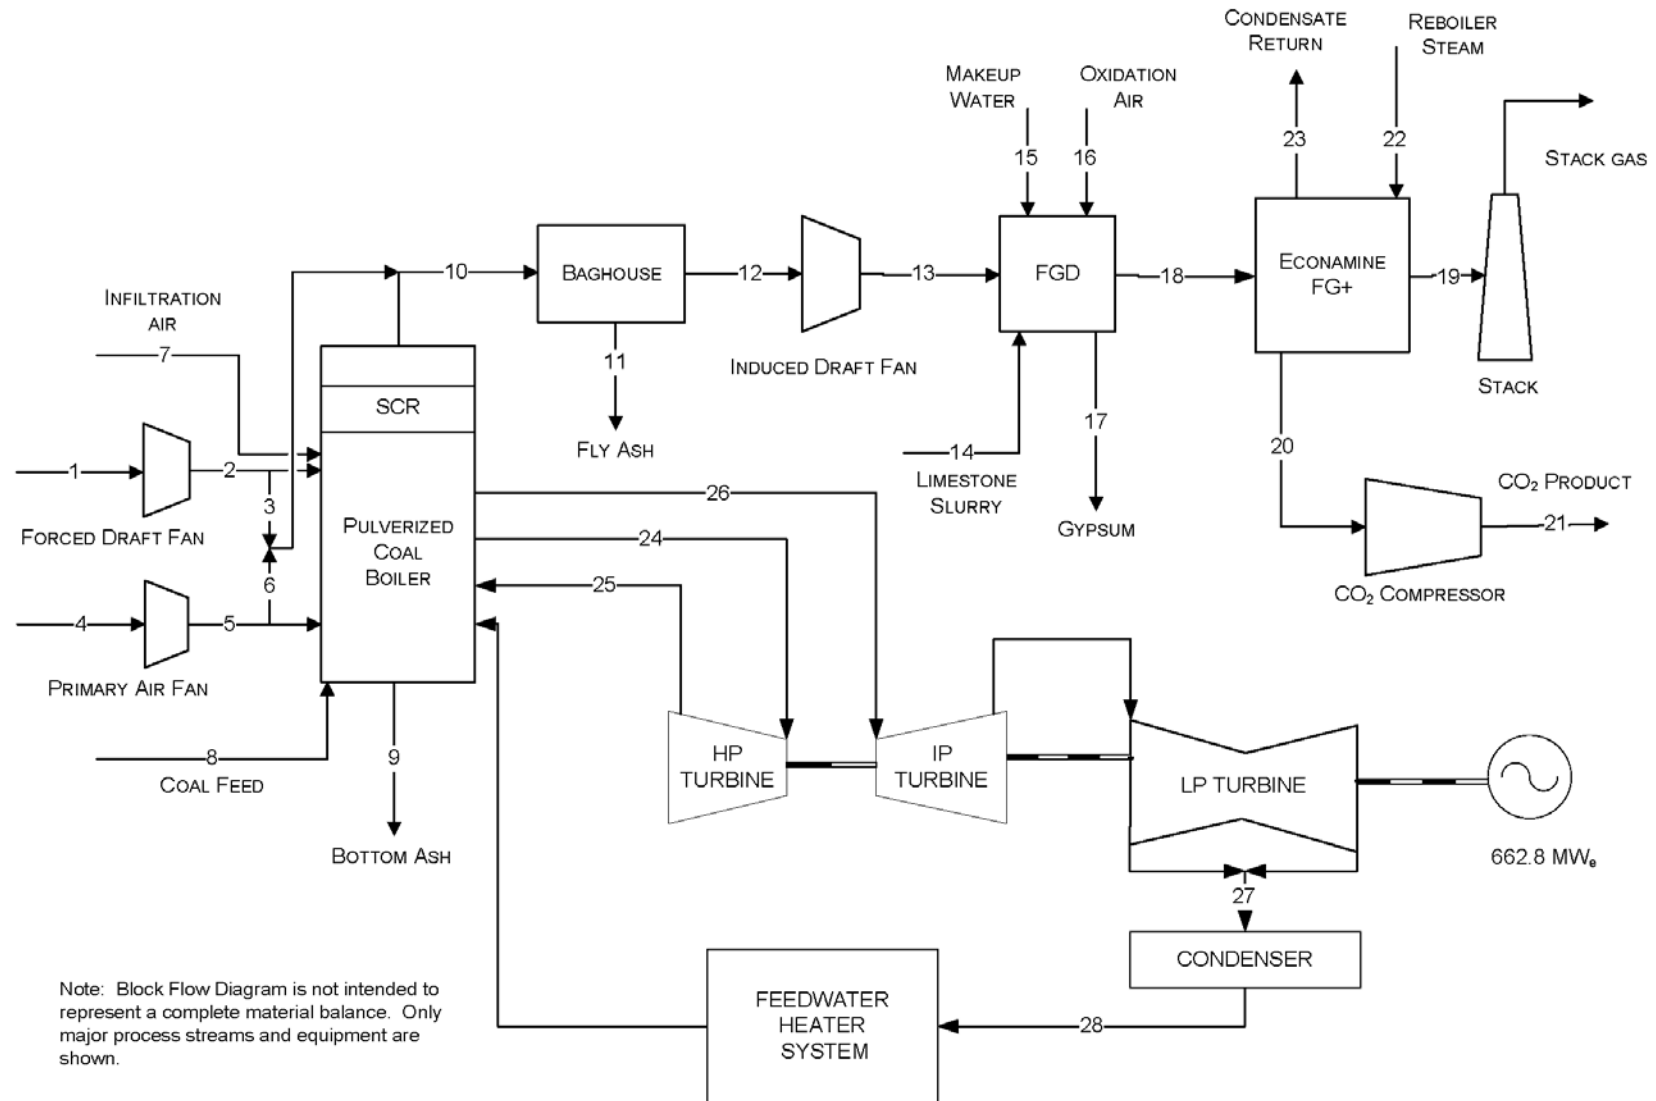 CONDENSATE
RETURN
REBOILER
STEAM
MAKEUP
WATER
OXIDATION
AIR
23
22
15
16
STACK GAS
INFILTRATION
AIR
7
10
BAGHOUSE
12
13
FGD
18
ECONAMINE
FG+
19
11
INDUCED DRAFT FAN
STACK
SCR
FLY ASH
14
LIMESTONE
SLURRY
17
GYPSUM
20
CO₂ PRODUCT
21
CO₂ COMPRESSOR
1
2
3
FORCED DRAFT FAN
PULVERIZED
COAL
BOILER
26
24
25
6
4
5
PRIMARY AIR FAN
8
COAL FEED
9
BOTTOM ASH
HP
TURBINE
IP
TURBINE
LP TURBINE
662.8 MWe
27
CONDENSER
28
FEEDWATER
HEATER
SYSTEM
Note: Block Flow Diagram is not intended to
represent a complete material balance. Only
major process streams and equipment are
shown.